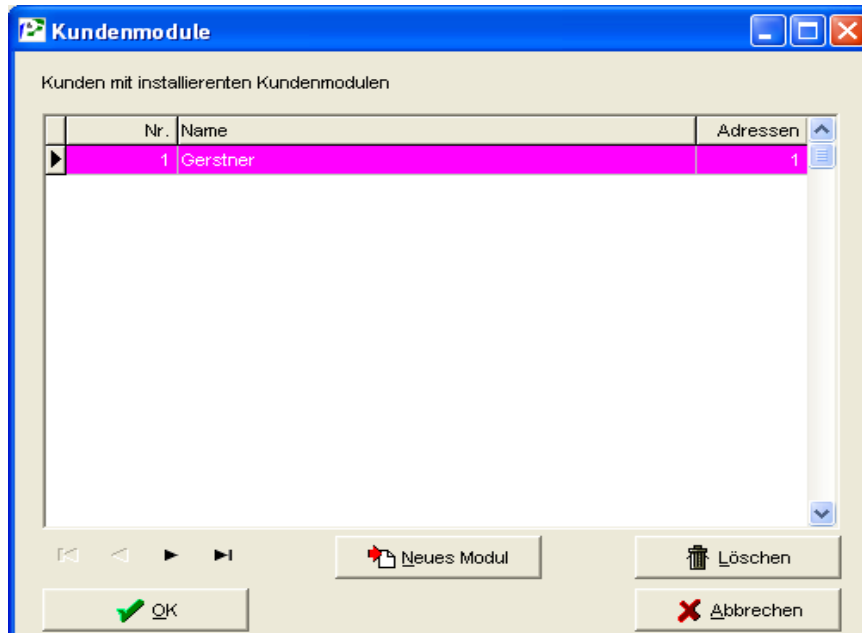 Kundenmodule
Kunden mit installierenten Kundenmodulen
Nr. Name Adressen
1 Gerstner 1
Neues Modul Löschen
OK Abbrechen